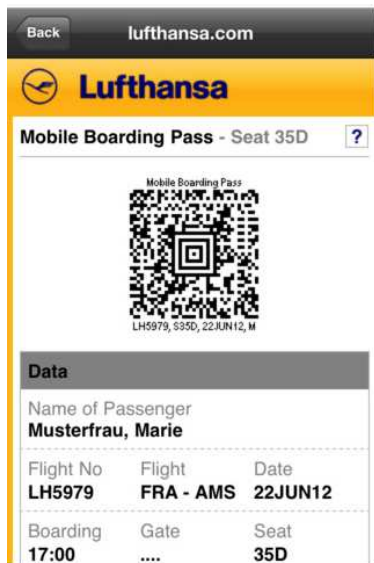 Back lufthansa.com
Lufthansa
Mobile Boarding Pass - Seat 35D ?
Mobile Boarding Pass
LH5979, S35D, 22JUN12, M
Data
Name of Passenger
Musterfrau, Marie
Flight No Flight Date
LH5979 FRA - AMS 22JUN12
Boarding Gate Seat
17:00 .... 35D